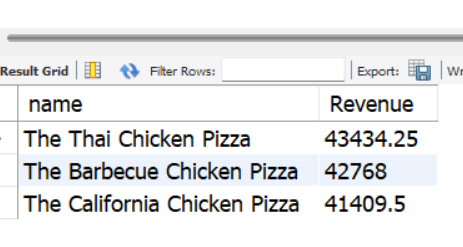 Result Grid Filter Rows: Export:
name Revenue
The Thai Chicken Pizza 43434.25
The Barbecue Chicken Pizza 42768
The California Chicken Pizza 41409.5